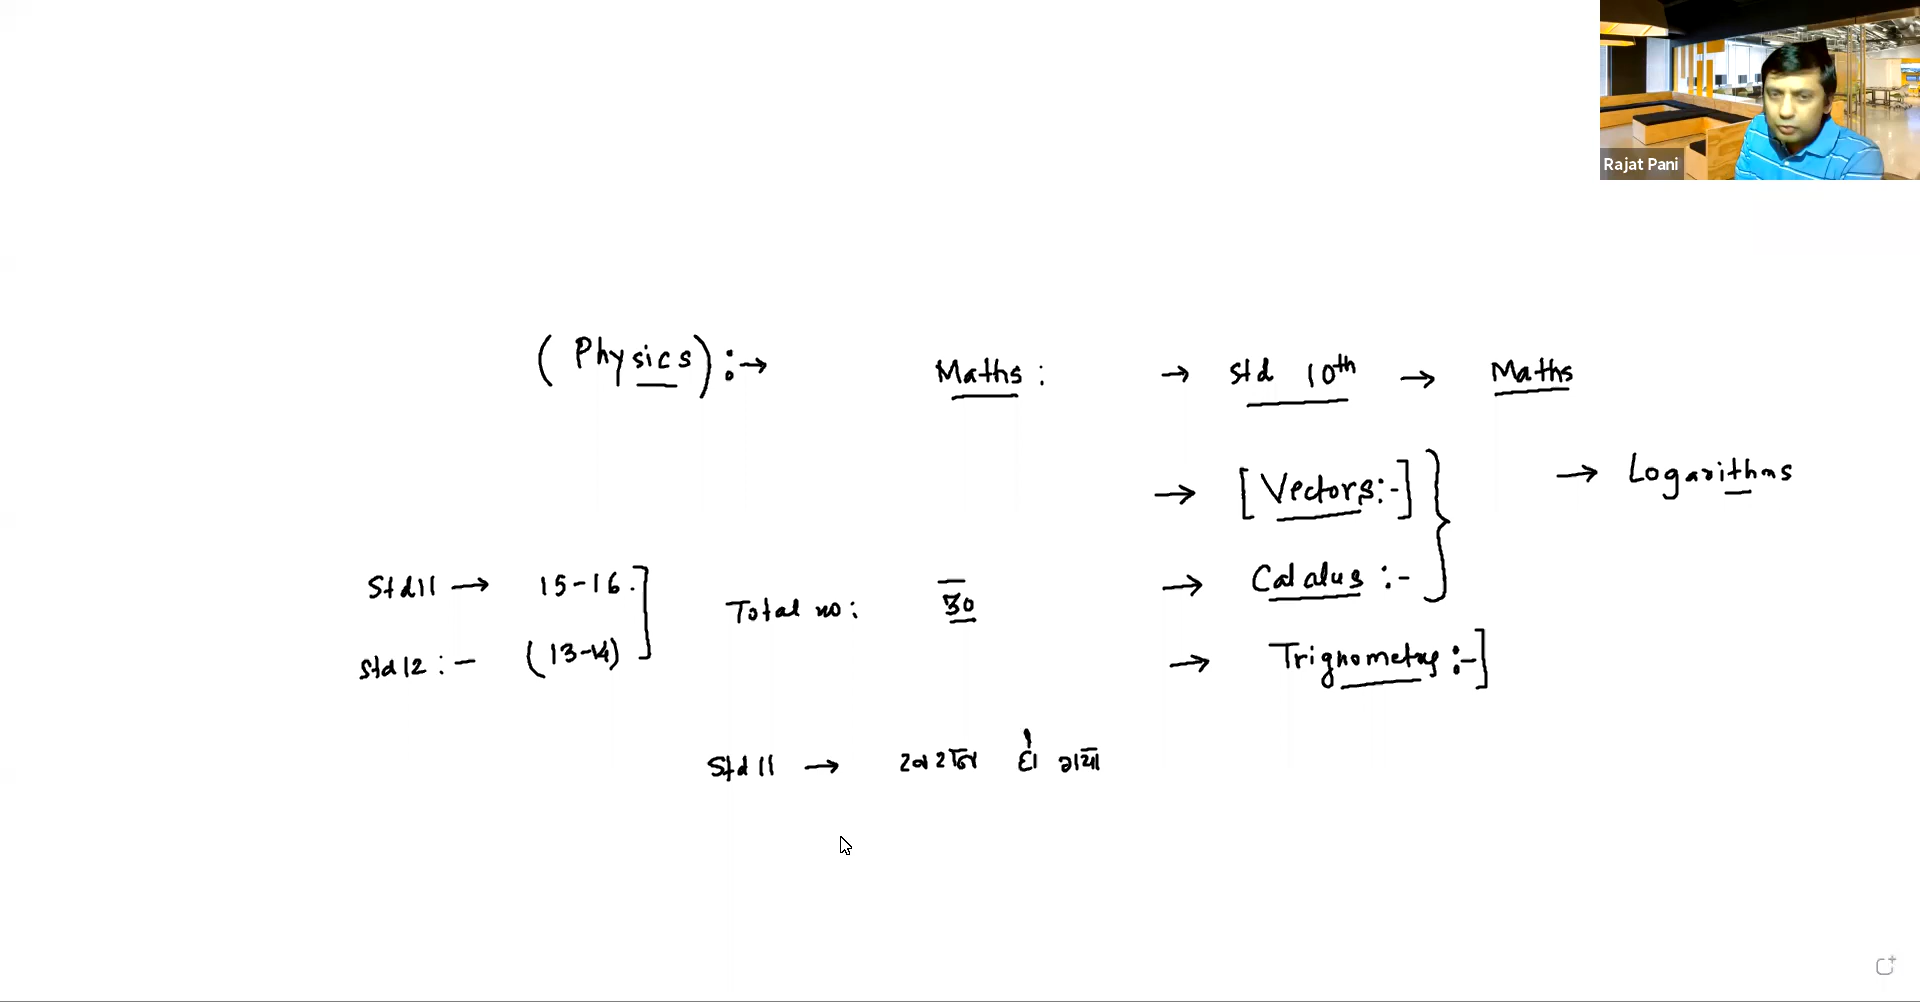 Rajat Pani
(Physics) :→ Maths : → std 10th → Maths
→ [Vectors:-] } → Logarithms
Std 11 → 15-16.
Total no: 30
→ Calalus :-
Std 12 :- (13-14)
→ Trignometry :-]
Std 11 →